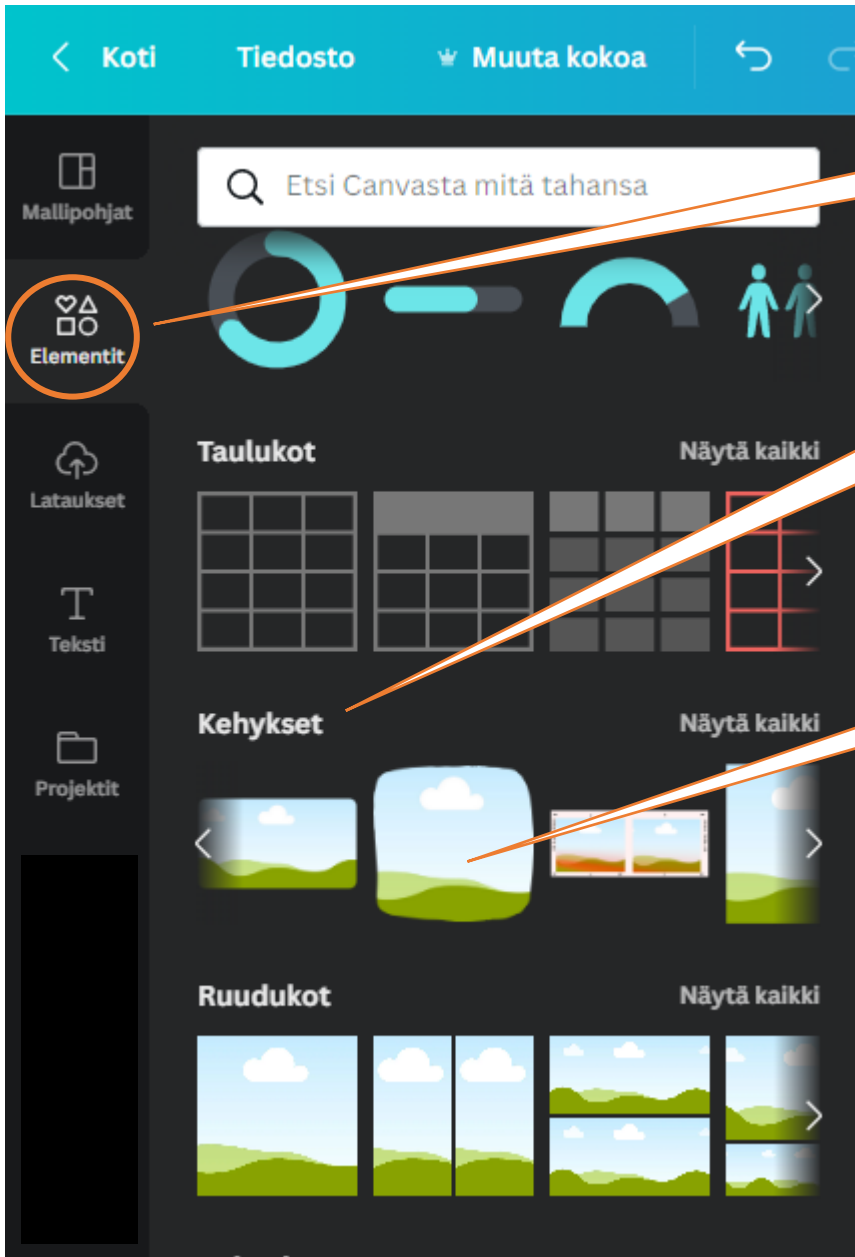 Koti Tiedosto Muuta kokoa
Etsi Canvasta mitä tahansa
Mallipohjat
Elementit
Taulukot Näytä kaikki
Lataukset
Teksti
Kehykset Näytä kaikki
Projektit
Ruudukot Näytä kaikki